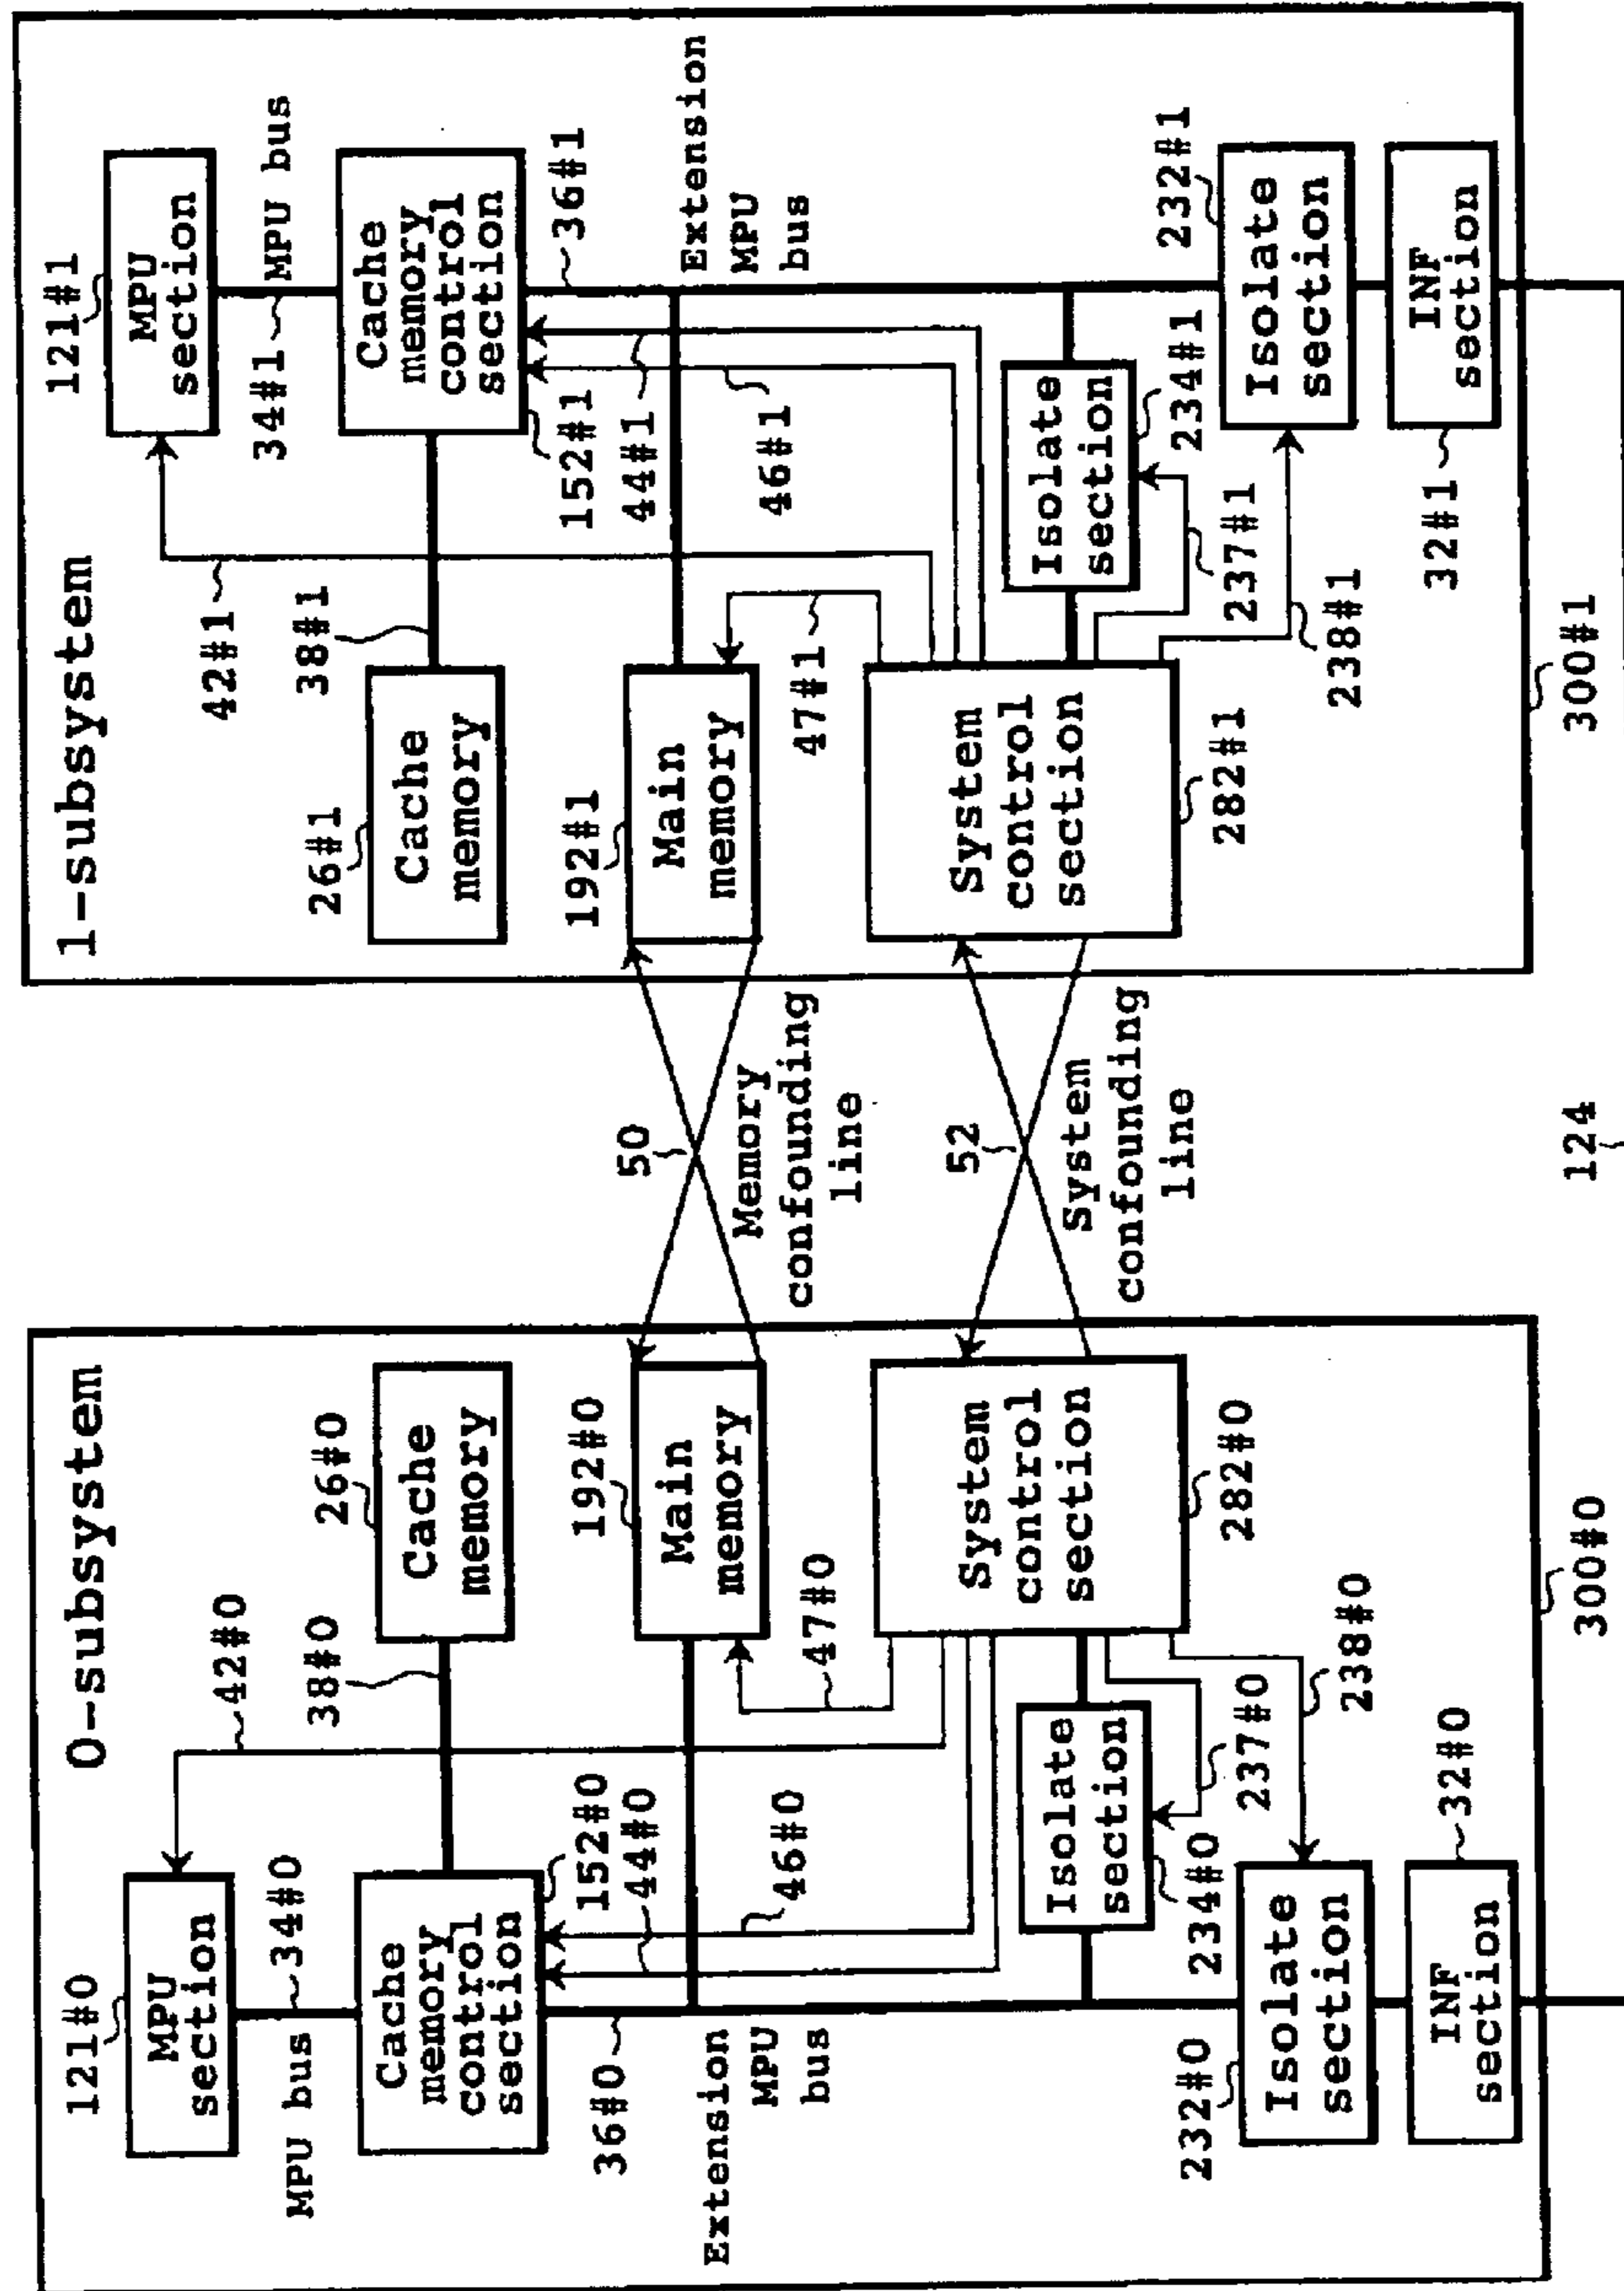 0-subsystem
121#0
MPU
section
34#0
MPU bus
42#0
38#0
26#0
Cache
memory
Cache
memory
control
section
152#0
44#0
36#0
Extension
MPU
bus
46#0
192#0
Main
memory
47#0
System
control
section
282#0
Isolate
section
234#0
237#0
238#0
232#0
Isolate
section
INF
section
32#0
300#0
50
Memory
confounding
line
52
System
confounding
line
124
1-subsystem
121#1
MPU
section
34#1
MPU bus
42#1
38#1
26#1
Cache
memory
Cache
memory
control
section
152#1
44#1
36#1
Extension
MPU
bus
46#1
192#1
Main
memory
47#1
System
control
section
282#1
Isolate
section
234#1
237#1
238#1
232#1
Isolate
section
INF
section
32#1
300#1